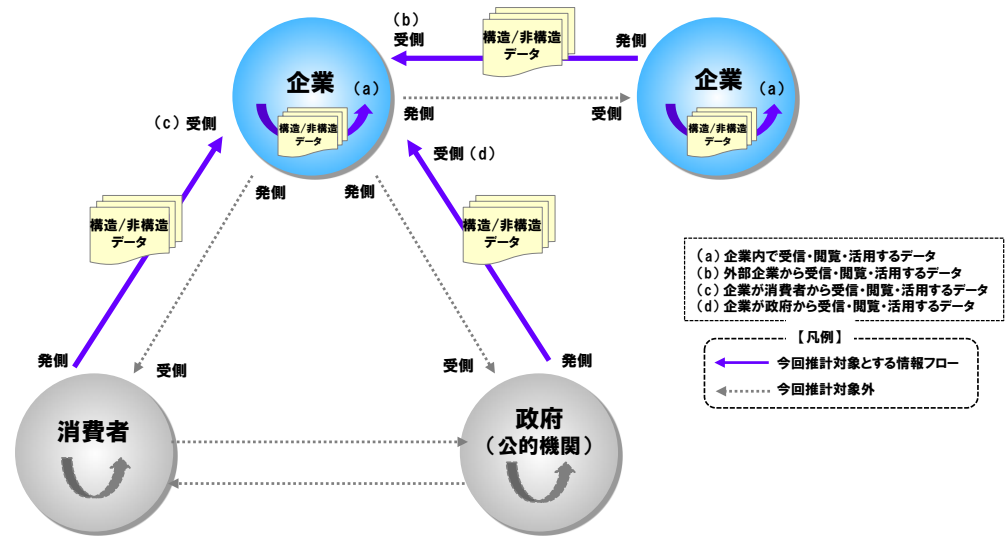 (b)
受側
構造/非構造
データ
発側
企業
(a)
構造/非構造
データ
企業
(a)
構造/非構造
データ
発側
受側
(c)受側
受側(d)
発側
発側
構造/非構造
データ
構造/非構造
データ
(a)企業内で受信・閲覧・活用するデータ
(b)外部企業から受信・閲覧・活用するデータ
(c)企業が消費者から受信・閲覧・活用するデータ
(d)企業が政府から受信・閲覧・活用するデータ
【凡例】
今回推計対象とする情報フロー
今回推計対象外
発側
受側
受側
発側
消費者
政府
(公的機関)